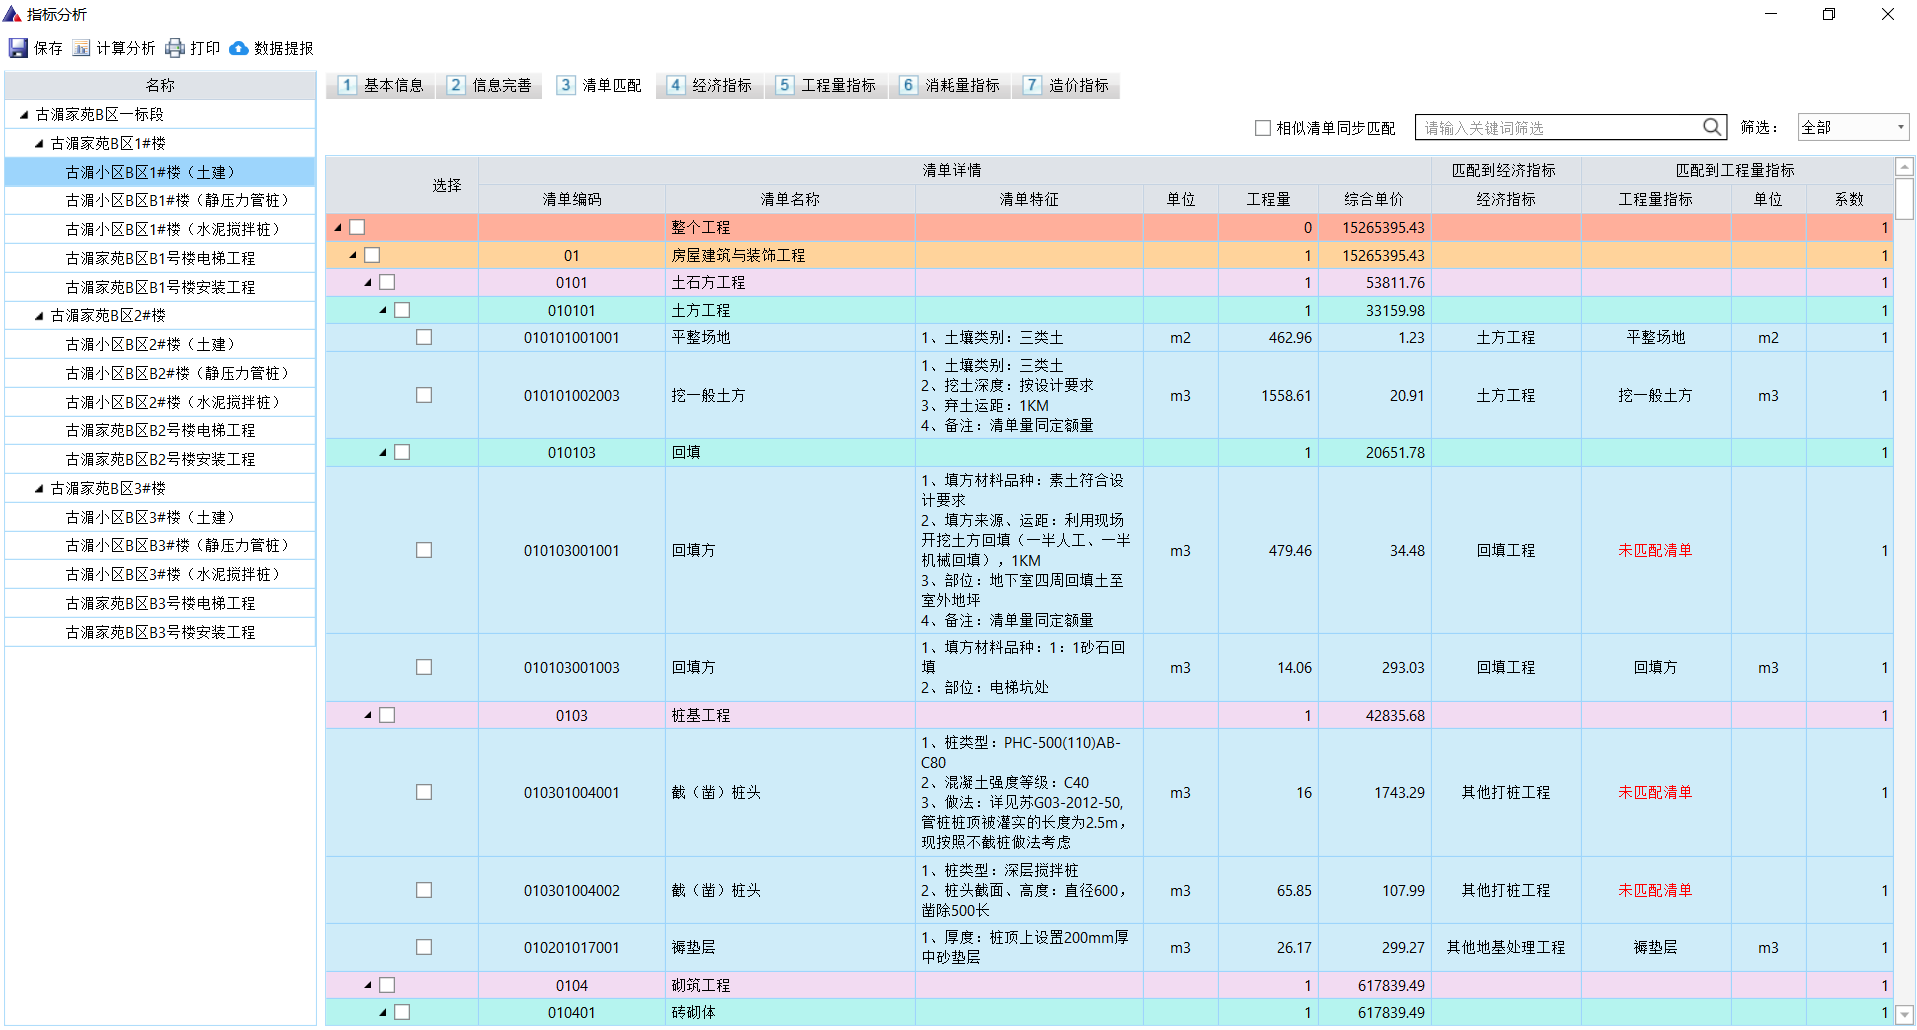 指标分析
保存 计算分析 打印 数据提报
名称
古湄家苑B区一标段
古湄家苑B区1#楼
古湄小区B区1#楼（土建）
古湄小区B区B1#楼（静压力管桩）
古湄小区B区1#楼（水泥搅拌桩）
古湄家苑B区B1号楼电梯工程
古湄家苑B区B1号楼安装工程
古湄家苑B区2#楼
古湄小区B区2#楼（土建）
古湄小区B区B2#楼（静压力管桩）
古湄小区B区2#楼（水泥搅拌桩）
古湄家苑B区B2号楼电梯工程
古湄家苑B区B2号楼安装工程
古湄家苑B区3#楼
古湄小区B区3#楼（土建）
古湄小区B区B3#楼（静压力管桩）
古湄小区B区3#楼（水泥搅拌桩）
古湄家苑B区B3号楼电梯工程
古湄家苑B区B3号楼安装工程
1 基本信息 2 信息完善 3 清单匹配 4 经济指标 5 工程量指标 6 消耗量指标 7 造价指标
相似清单同步匹配 请输入关键词筛选 筛选： 全部
选择 清单详情 匹配到经济指标 匹配到工程量指标
清单编码 清单名称 清单特征 单位 工程量 综合单价 经济指标 工程量指标 单位 系数
整个工程 0 15265395.43 1
01 房屋建筑与装饰工程 1 15265395.43 1
0101 土石方工程 1 53811.76 1
010101 土方工程 1 33159.98 1
010101001001 平整场地 1、土壤类别：三类土 m2 462.96 1.23 土方工程 平整场地 m2 1
1、土壤类别：三类土
2、挖土深度：按设计要求
010101002003 挖一般土方 m3 1558.61 20.91 土方工程 挖一般土方 m3 1
3、弃土运距：1KM
4、备注：清单量同定额量
010103 回填 1 20651.78 1
1、填方材料品种：素土符合设
计要求
2、填方来源、运距：利用现场
开挖土方回填（一半人工、一半
010103001001 回填方 m3 479.46 34.48 回填工程 未匹配清单 1
机械回填），1KM
3、部位：地下室四周回填土至
室外地坪
4、备注：清单量同定额量
1、填方材料品种：1：1砂石回
010103001003 回填方 填 m3 14.06 293.03 回填工程 回填方 m3 1
2、部位：电梯坑处
0103 桩基工程 1 42835.68 1
1、桩类型：PHC-500(110)AB-
C80
2、混凝土强度等级：C40
010301004001 截（凿）桩头 m3 16 1743.29 其他打桩工程 未匹配清单 1
3、做法：详见苏G03-2012-50,
管桩桩顶被灌实的长度为2.5m，
现按照不截桩做法考虑
1、桩类型：深层搅拌桩
010301004002 截（凿）桩头 2、桩头截面、高度：直径600， m3 65.85 107.99 其他打桩工程 未匹配清单 1
凿除500长
1、厚度：桩顶上设置200mm厚
010201017001 褥垫层 m3 26.17 299.27 其他地基处理工程 褥垫层 m3 1
中砂垫层
0104 砌筑工程 1 617839.49 1
010401 砖砌体 1 617839.49 1